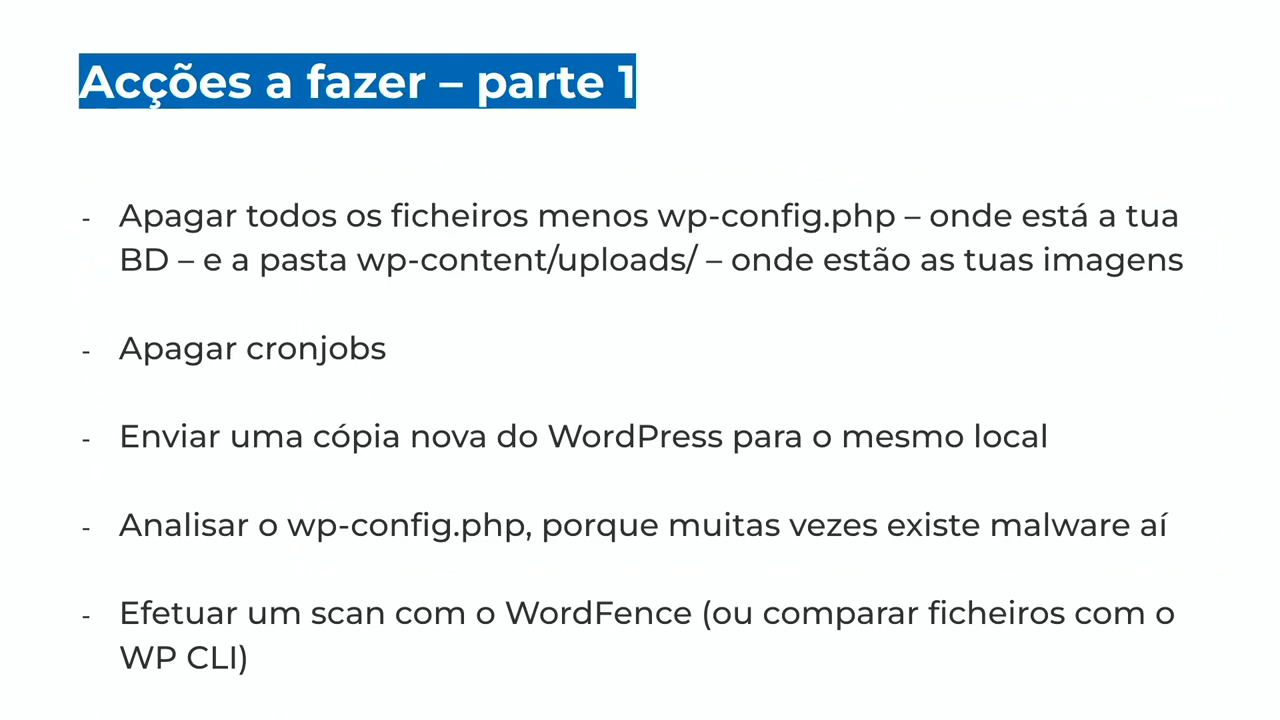 Acções a fazer – parte 1
- Apagar todos os ficheiros menos wp-config.php – onde está a tua
BD – e a pasta wp-content/uploads/ – onde estão as tuas imagens
- Apagar cronjobs
- Enviar uma cópia nova do WordPress para o mesmo local
- Analisar o wp-config.php, porque muitas vezes existe malware aí
- Efetuar um scan com o WordFence (ou comparar ficheiros com o
WP CLI)